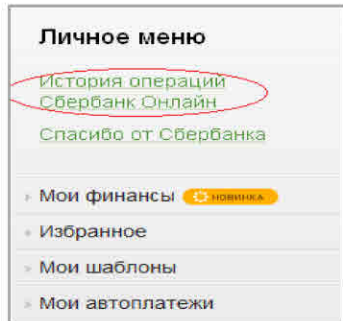 Личное меню
История операций
Сбербанк Онлайн
Спасибо от Сбербанка
Мои финансы НОВИНКА
Избранное
Мои шаблоны
Мои автоплатежи